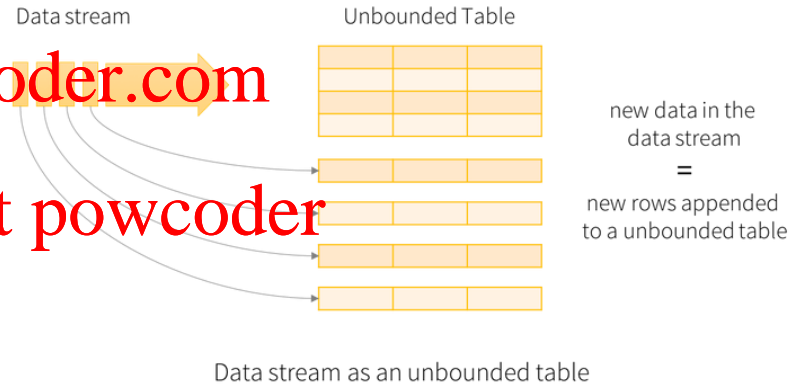 Data stream
Unbounded Table
oder.com
new data in the
data stream
=
new rows appended
to a unbounded table
t powcoder
Data stream as an unbounded table